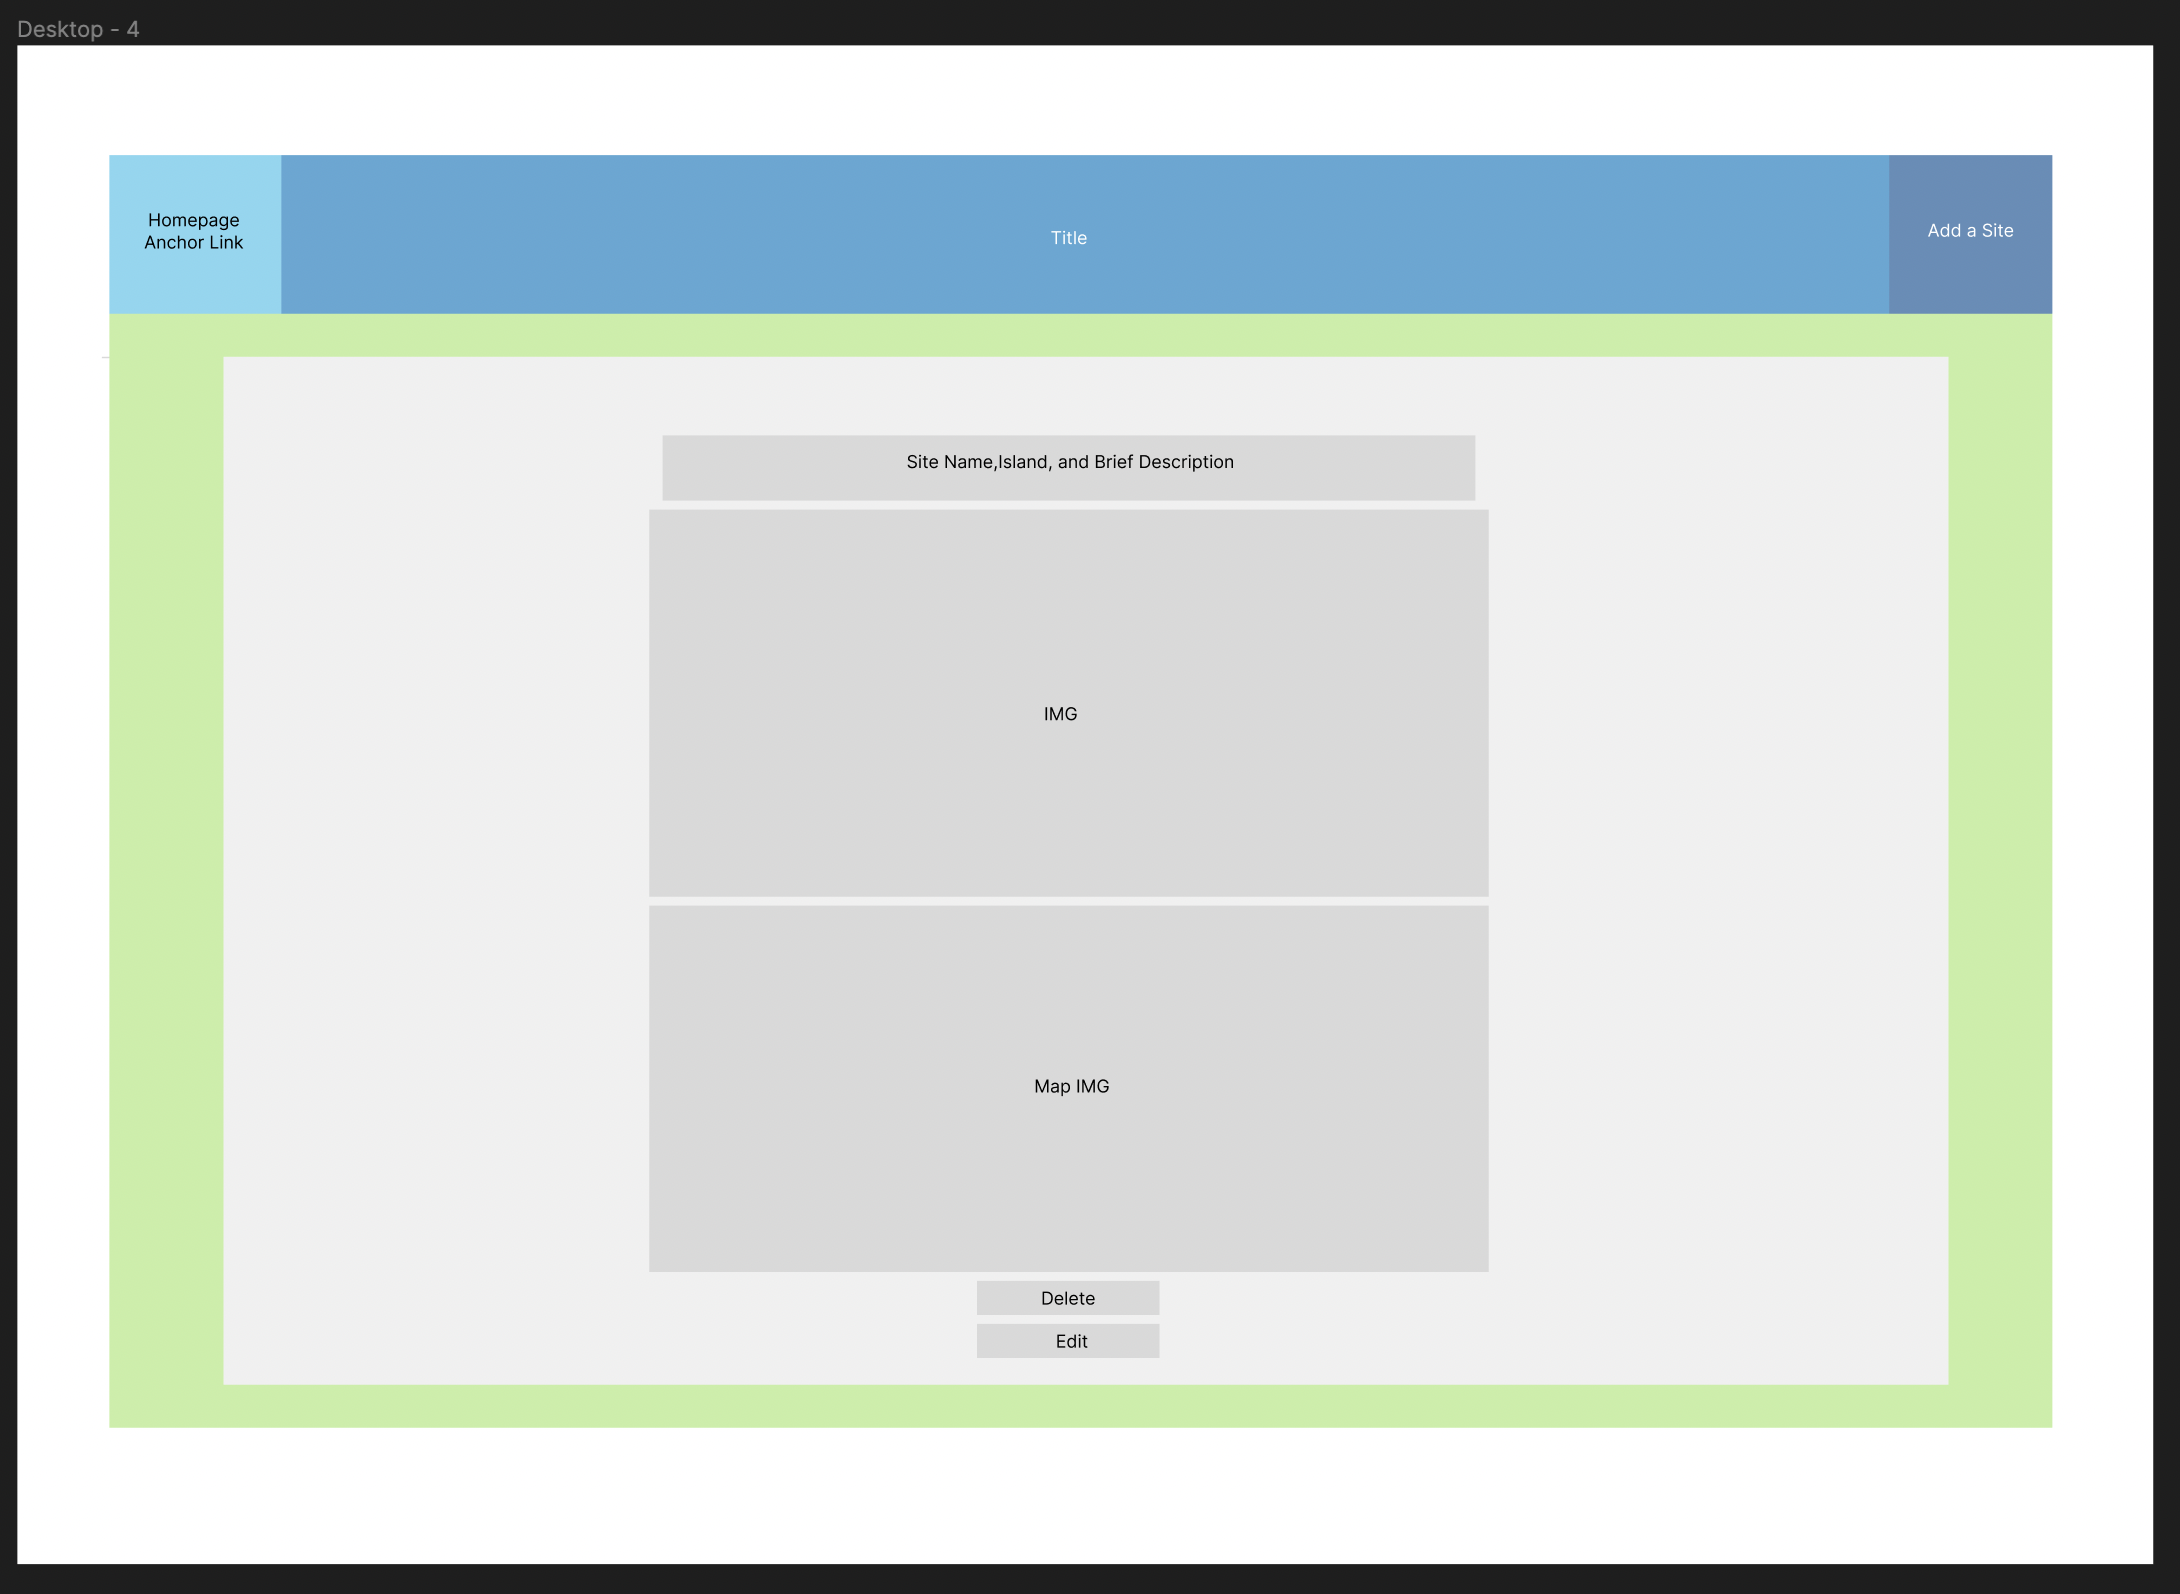 Desktop - 4
Homepage
Anchor Link
Title
Add a Site
Site Name,Island, and Brief Description
IMG
Map IMG
Delete
Edit